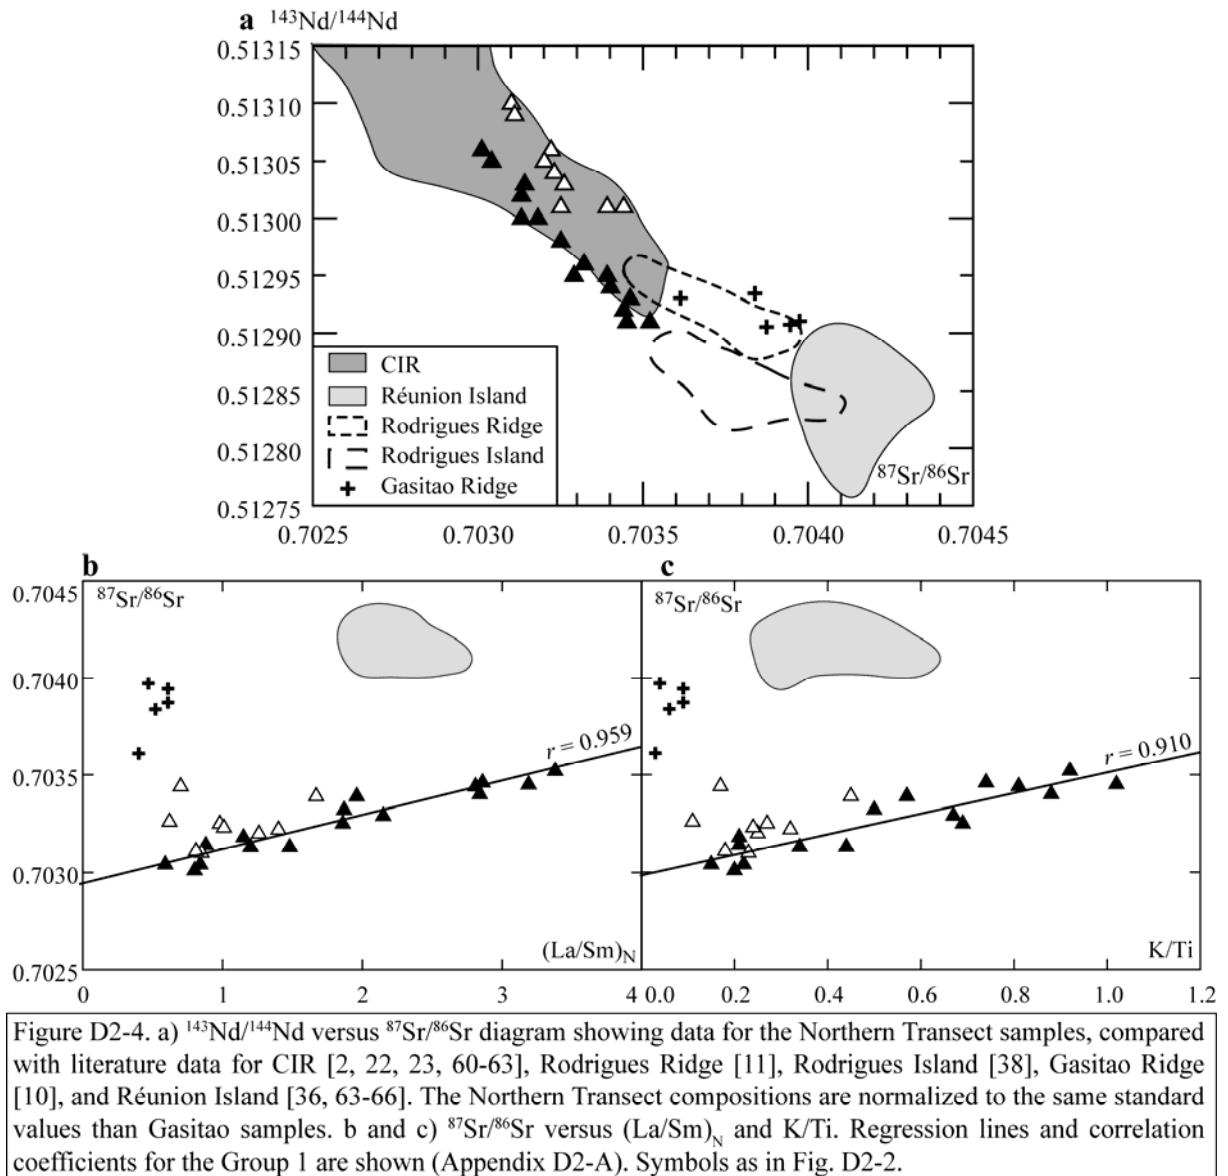 a ¹⁴³Nd/¹⁴⁴Nd
0.51315
0.51310
0.51305
0.51300
0.51295
0.51290
0.51285
0.51280
0.51275
CIR
Réunion Island
Rodrigues Ridge
Rodrigues Island
Gasitao Ridge
⁸⁷Sr/⁸⁶Sr
0.7025 0.7030 0.7035 0.7040 0.7045
b
⁸⁷Sr/⁸⁶Sr
0.7045
0.7040
0.7035
0.7030
0.7025
r = 0.959
(La/Sm)N
0 1 2 3 4
c
⁸⁷Sr/⁸⁶Sr
r = 0.910
K/Ti
0.0 0.2 0.4 0.6 0.8 1.0 1.2
Figure D2-4. a) ¹⁴³Nd/¹⁴⁴Nd versus ⁸⁷Sr/⁸⁶Sr diagram showing data for the Northern Transect samples, compared
with literature data for CIR [2, 22, 23, 60-63], Rodrigues Ridge [11], Rodrigues Island [38], Gasitao Ridge
[10], and Réunion Island [36, 63-66]. The Northern Transect compositions are normalized to the same standard
values than Gasitao samples. b and c) ⁸⁷Sr/⁸⁶Sr versus (La/Sm)N and K/Ti. Regression lines and correlation
coefficients for the Group 1 are shown (Appendix D2-A). Symbols as in Fig. D2-2.